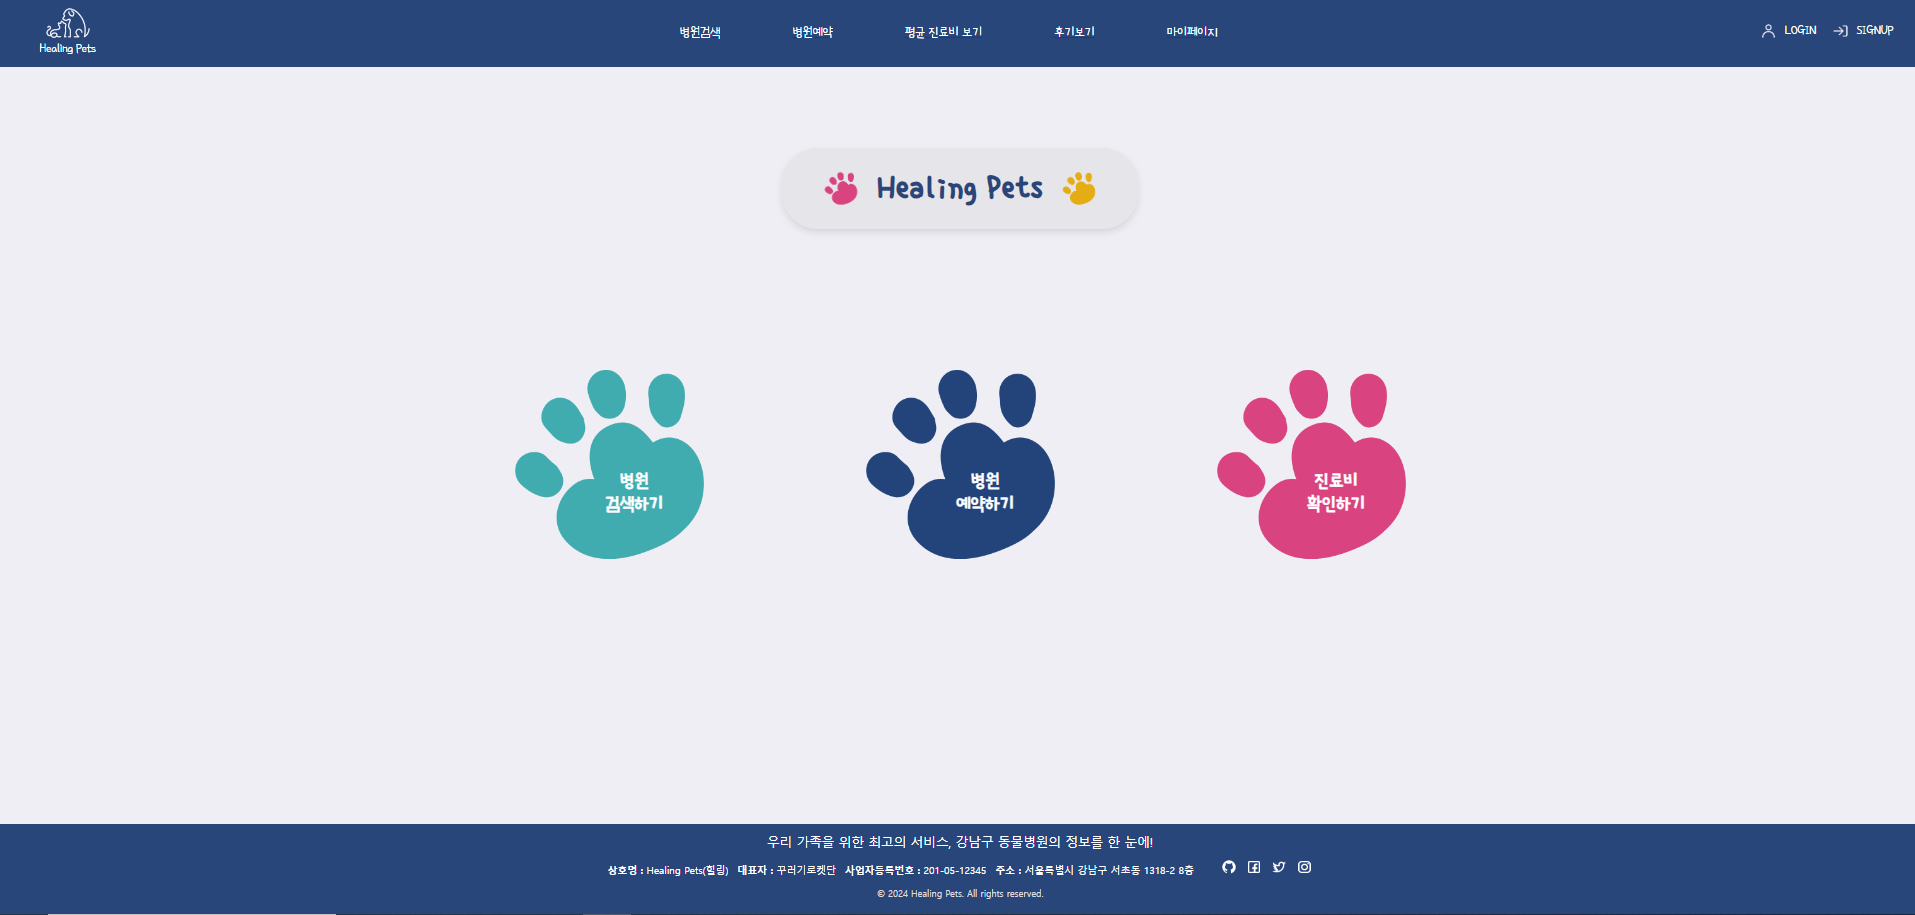 Healing Pets
병원검색 병원예약 평균 진료비 보기 후기보기 마이페이지 LOGIN SIGNUP
Healing Pets
병원
검색하기
병원
예약하기
진료비
확인하기
우리 가족을 위한 최고의 서비스, 강남구 동물병원의 정보를 한 눈에!
상호명 : Healing Pets(힐링) 대표자 : 꾸러기로켓단 사업자등록번호 : 201-05-12345 주소 : 서울특별시 강남구 서초동 1318-2 8층
© 2024 Healing Pets. All rights reserved.